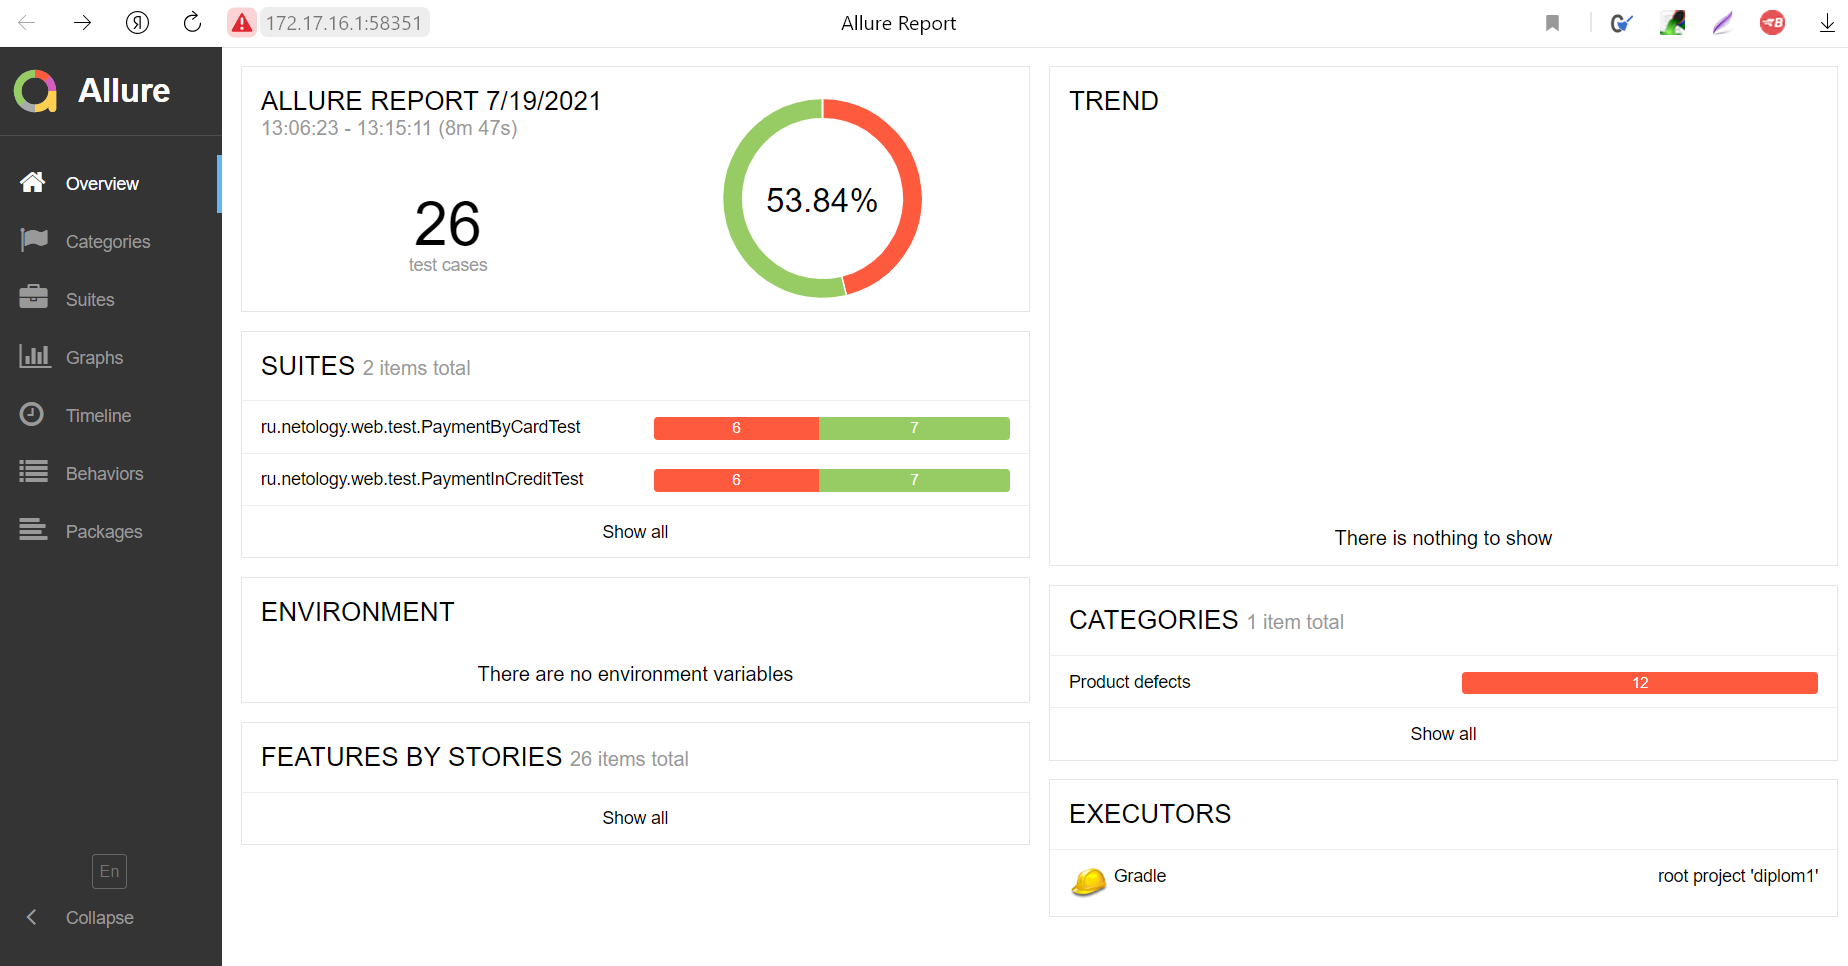 Я
172.17.16.1:58351
Allure Report
Allure
Overview
Categories
Suites
Graphs
Timeline
Behaviors
Packages
En
Collapse
ALLURE REPORT 7/19/2021
13:06:23 - 13:15:11 (8m 47s)
26
test cases
53.84%
SUITES 2 items total
ru.netology.web.test.PaymentByCardTest 6 7
ru.netology.web.test.PaymentInCreditTest 6 7
Show all
ENVIRONMENT
There are no environment variables
FEATURES BY STORIES 26 items total
Show all
TREND
There is nothing to show
CATEGORIES 1 item total
Product defects 12
Show all
EXECUTORS
Gradle root project 'diplom1'